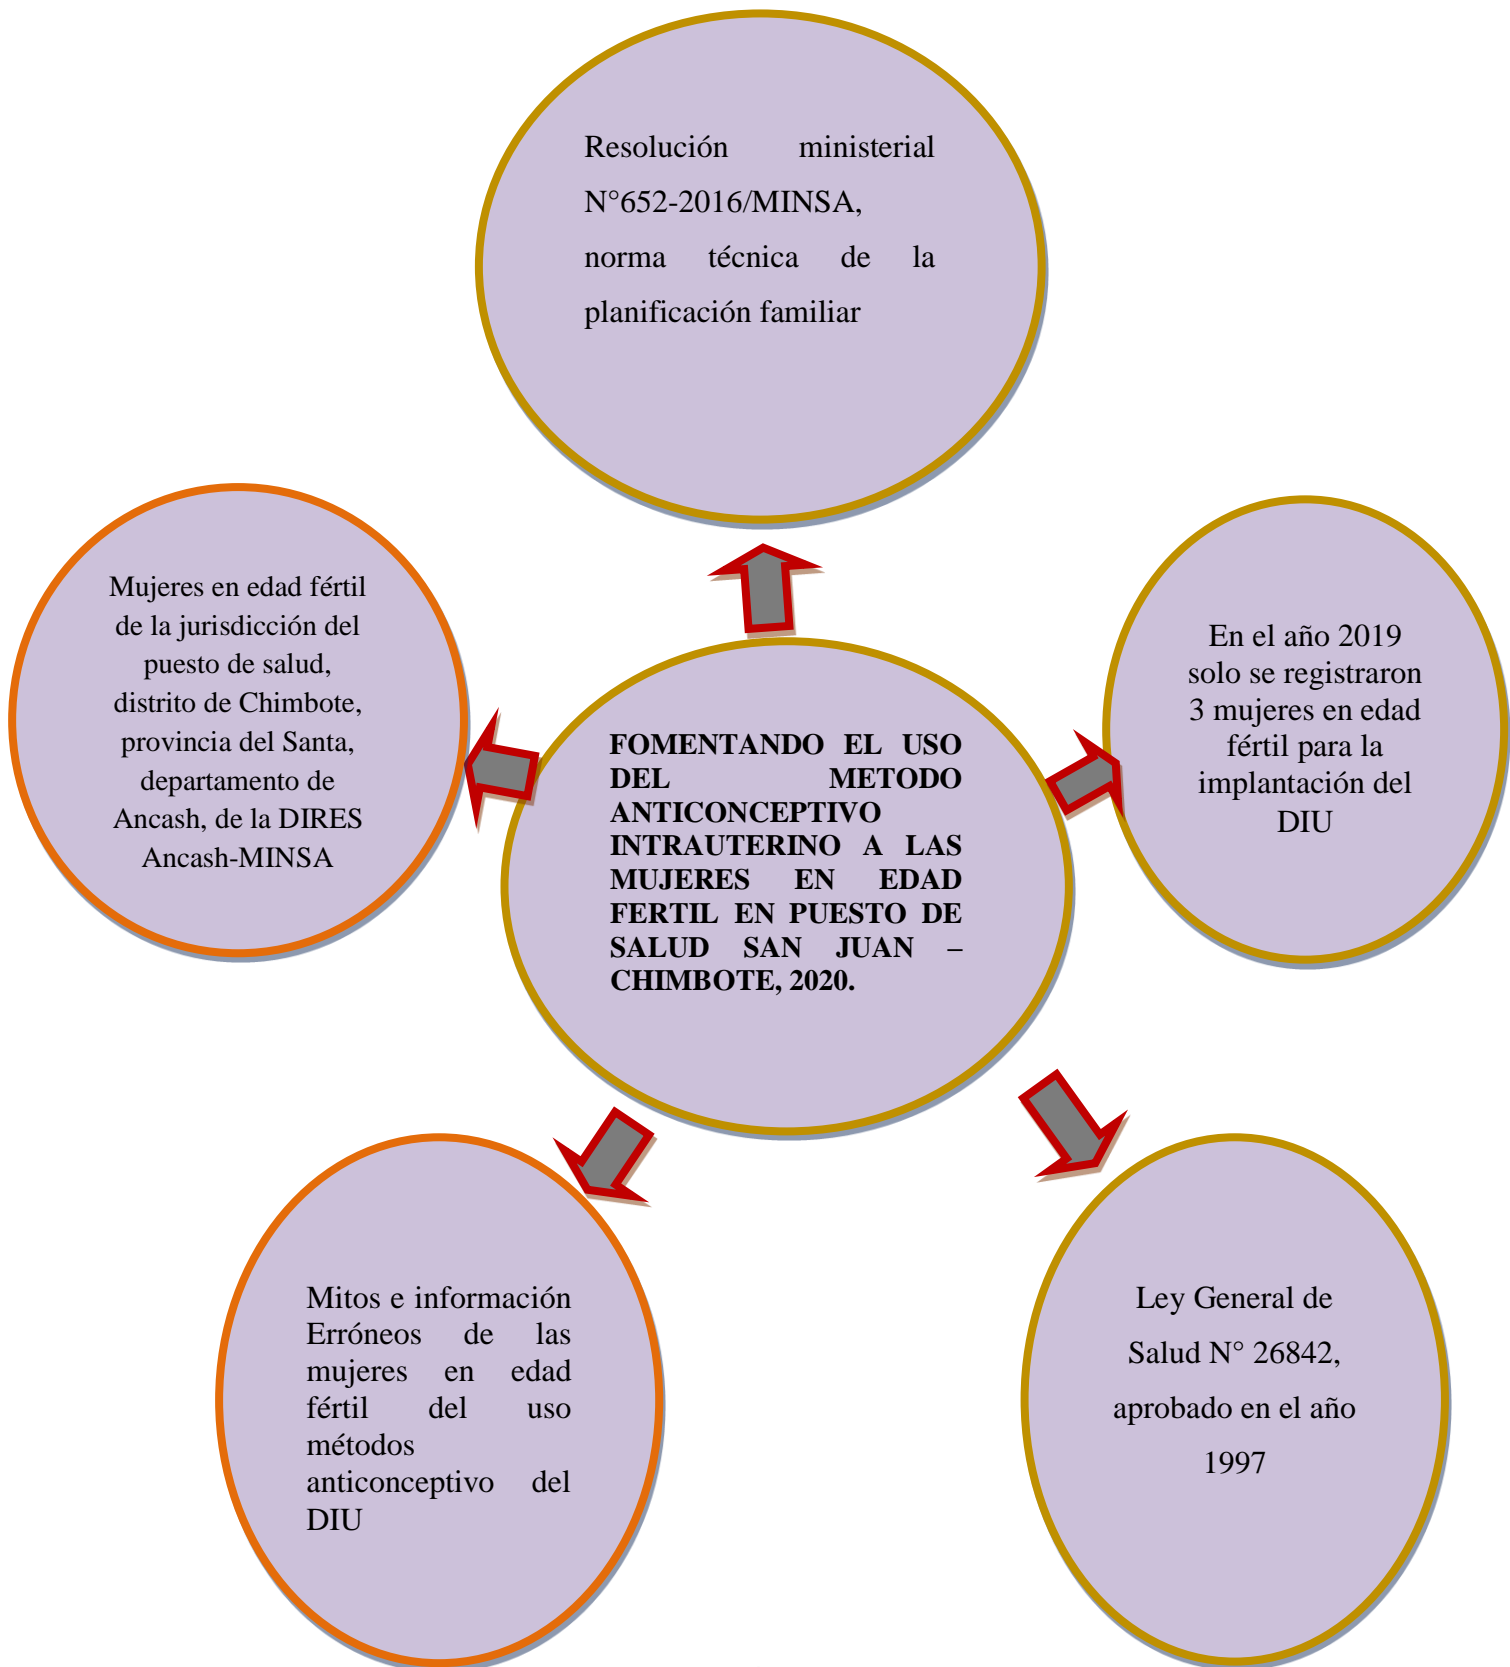 Resolución ministerial
N°652-2016/MINSA,
norma técnica de la
planificación familiar
Mujeres en edad fértil
de la jurisdicción del
puesto de salud,
distrito de Chimbote,
provincia del Santa,
departamento de
Ancash, de la DIRES
Ancash-MINSA
En el año 2019
solo se registraron
3 mujeres en edad
fértil para la
implantación del
DIU
FOMENTANDO EL USO
DEL METODO
ANTICONCEPTIVO
INTRAUTERINO A LAS
MUJERES EN EDAD
FERTIL EN PUESTO DE
SALUD SAN JUAN –
CHIMBOTE, 2020.
Mitos e información
Erróneos de las
mujeres en edad
fértil del uso
métodos
anticonceptivo del
DIU
Ley General de
Salud N° 26842,
aprobado en el año
1997